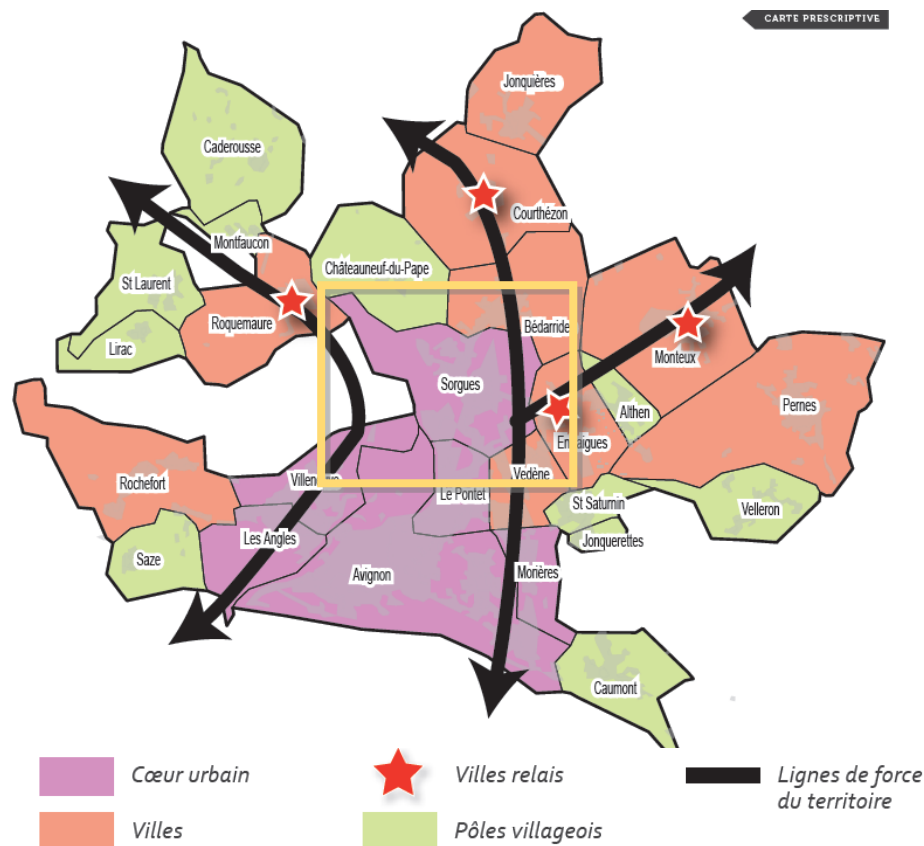 CARTE PRESCRIPTIVE
Jonquières
Caderousse
Courthézon
Montfaucon
Châteauneuf-du-Pape
St Laurent
Roquemaure
Bédarride
Lirac
Monteux
Sorgues
Althen
Pernes
Vedène
Rochefort
Le Pontet
St Saturnin
Velleron
Les Angles
Jonquerettes
Saze
Avignon
Morières
Caumont
Cœur urbain
Villes relais
Lignes de force
du territoire
Villes
Pôles villageois